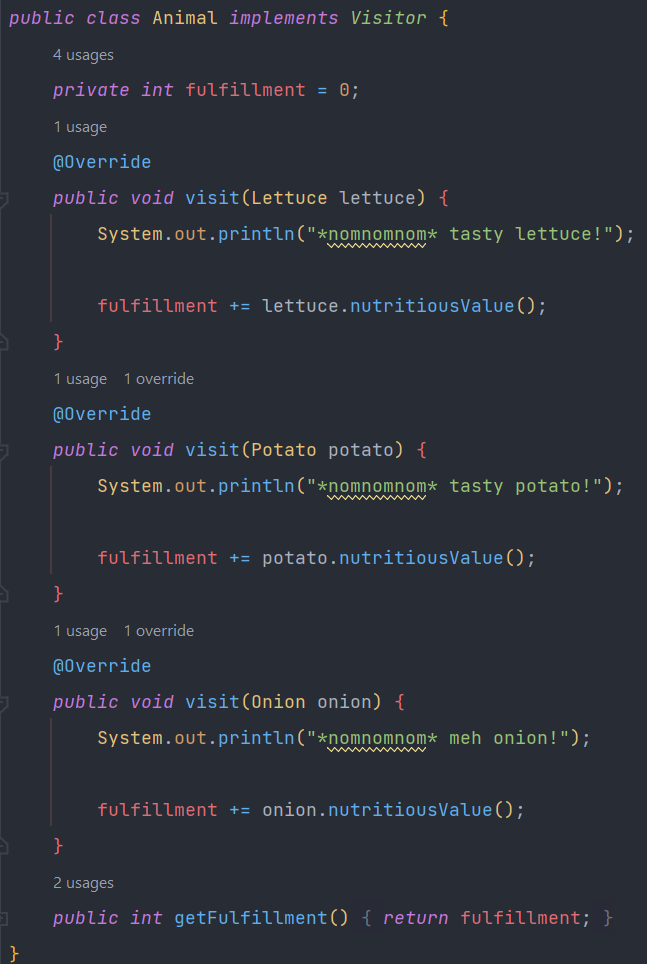 public class Animal implements Visitor {
4 usages
private int fulfillment = 0;
1 usage
@Override
public void visit(Lettuce lettuce) {
System.out.println("*nomnomnom* tasty lettuce!");
fulfillment += lettuce.nutritiousValue();
}
1 usage 1 override
@Override
public void visit(Potato potato) {
System.out.println("*nomnomnom* tasty potato!");
fulfillment += potato.nutritiousValue();
}
1 usage 1 override
@Override
public void visit(Onion onion) {
System.out.println("*nomnomnom* meh onion!");
fulfillment += onion.nutritiousValue();
}
2 usages
public int getFulfillment() { return fulfillment; }
}